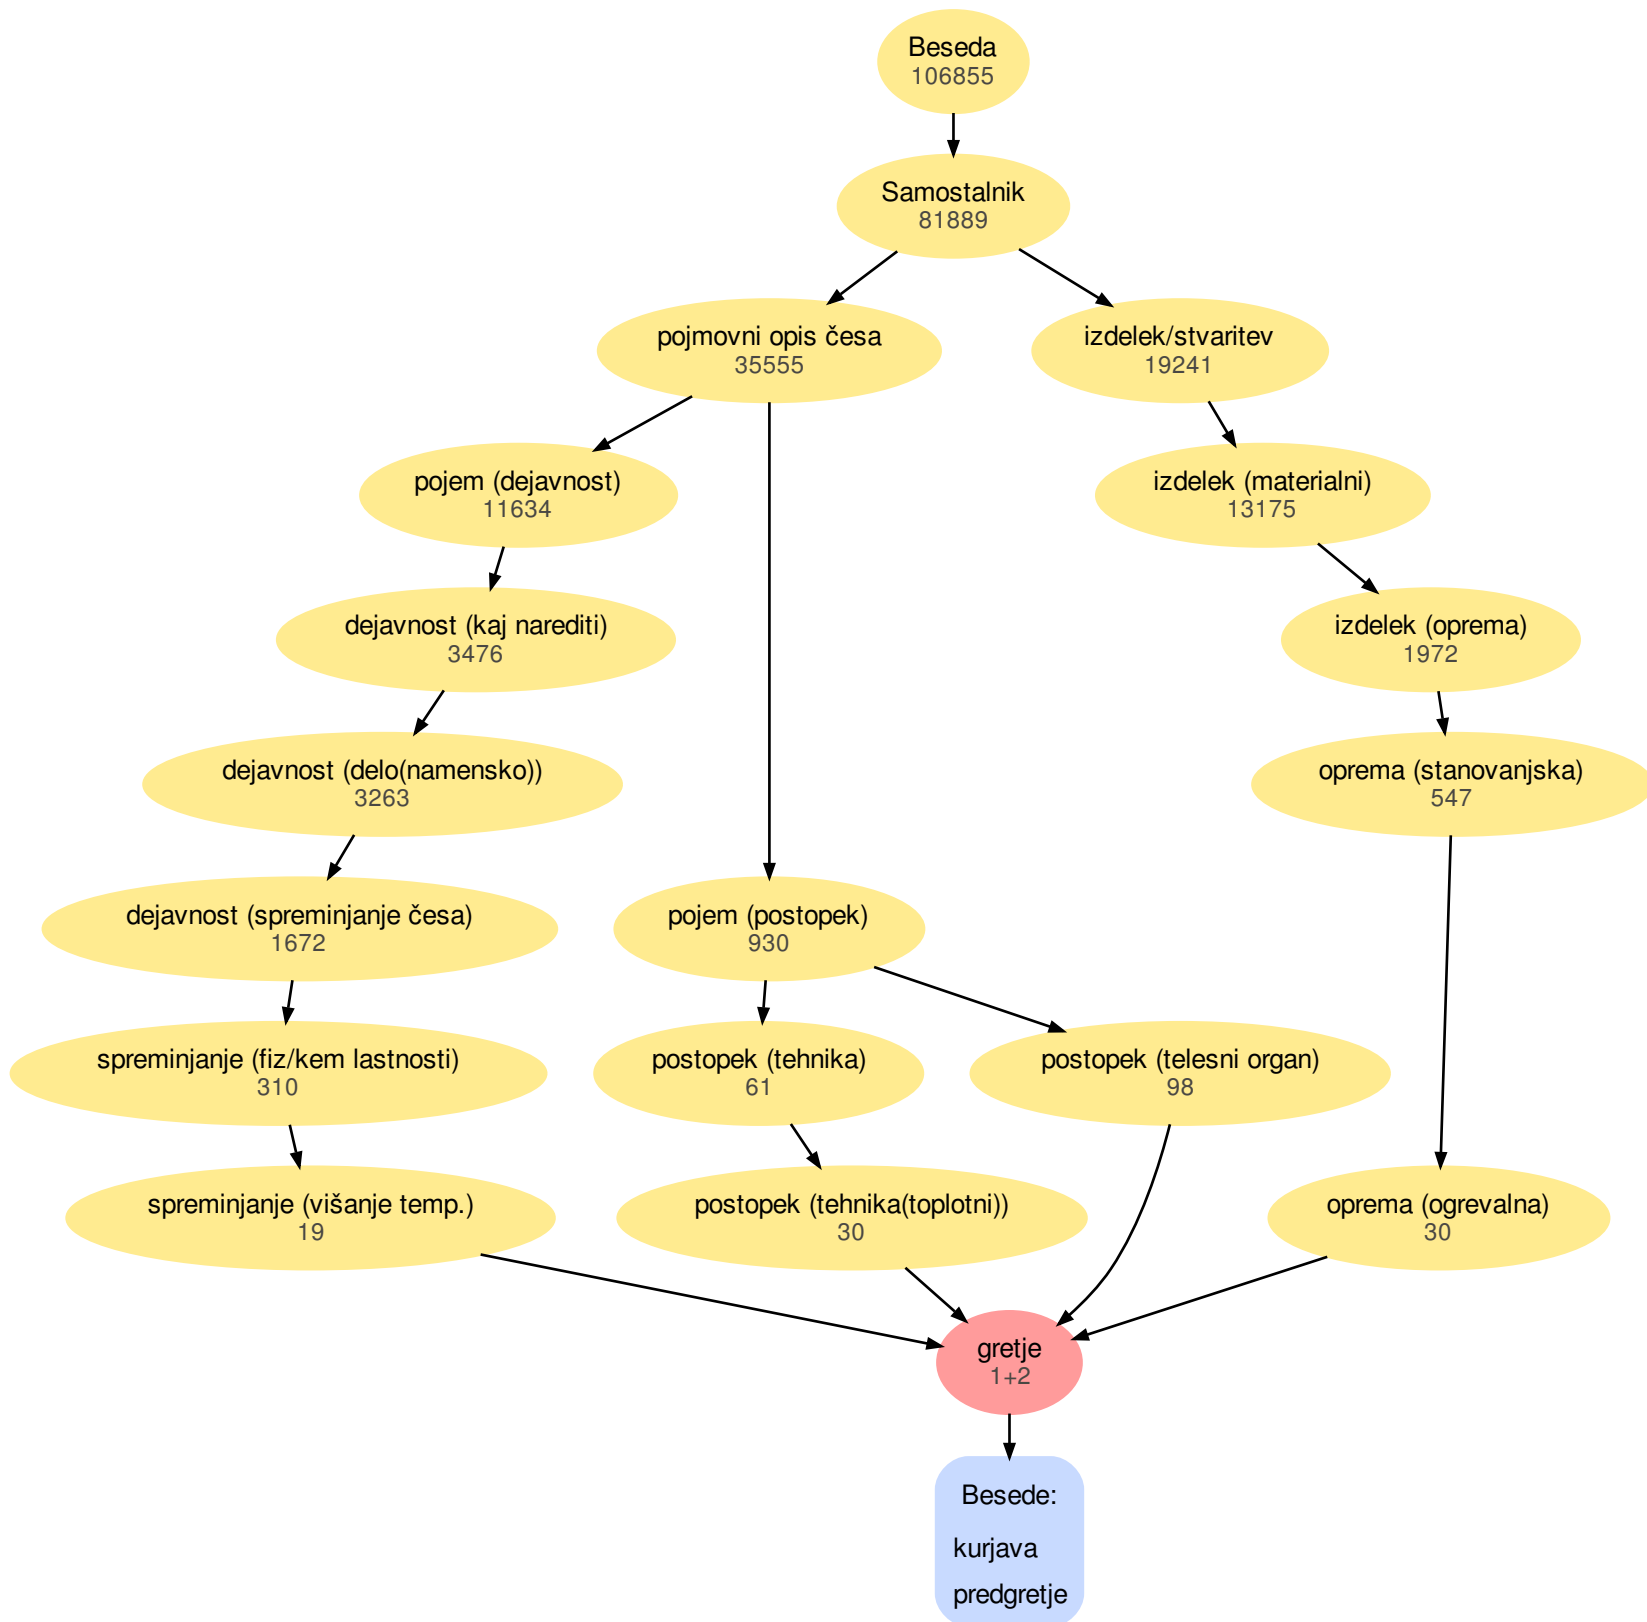 Beseda
106855
Samostalnik
81889
pojmovni opis česa
35555
izdelek/stvaritev
19241
pojem (dejavnost)
11634
izdelek (materialni)
13175
dejavnost (kaj narediti)
3476
izdelek (oprema)
1972
dejavnost (delo(namensko))
3263
oprema (stanovanjska)
547
dejavnost (spreminjanje česa)
1672
pojem (postopek)
930
spreminjanje (fiz/kem lastnosti)
310
postopek (tehnika)
61
postopek (telesni organ)
98
spreminjanje (višanje temp.)
19
postopek (tehnika(toplotni))
30
oprema (ogrevalna)
30
gretje
1+2
Besede:
kurjava
predgretje